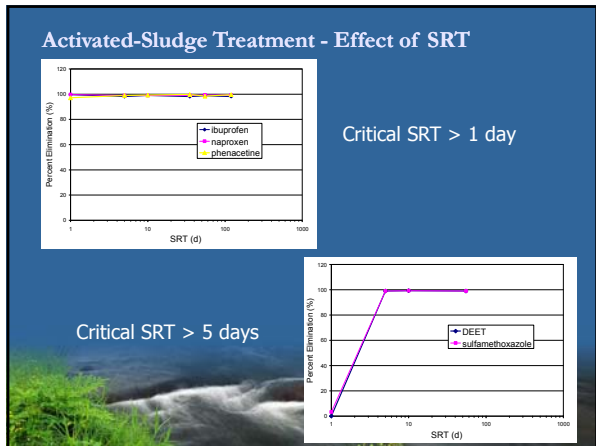 Activated-Sludge Treatment - Effect of SRT
120
100
80
60
40
20
0
Percent Elimination (%)
ibuprofen
naproxen
phenacetine
1 10 100 1000
SRT (d)
Critical SRT > 1 day
Critical SRT > 5 days
120
100
80
60
40
20
0
Percent Elimination (%)
DEET
sulfamethoxazole
1 10 100 1000
SRT (d)